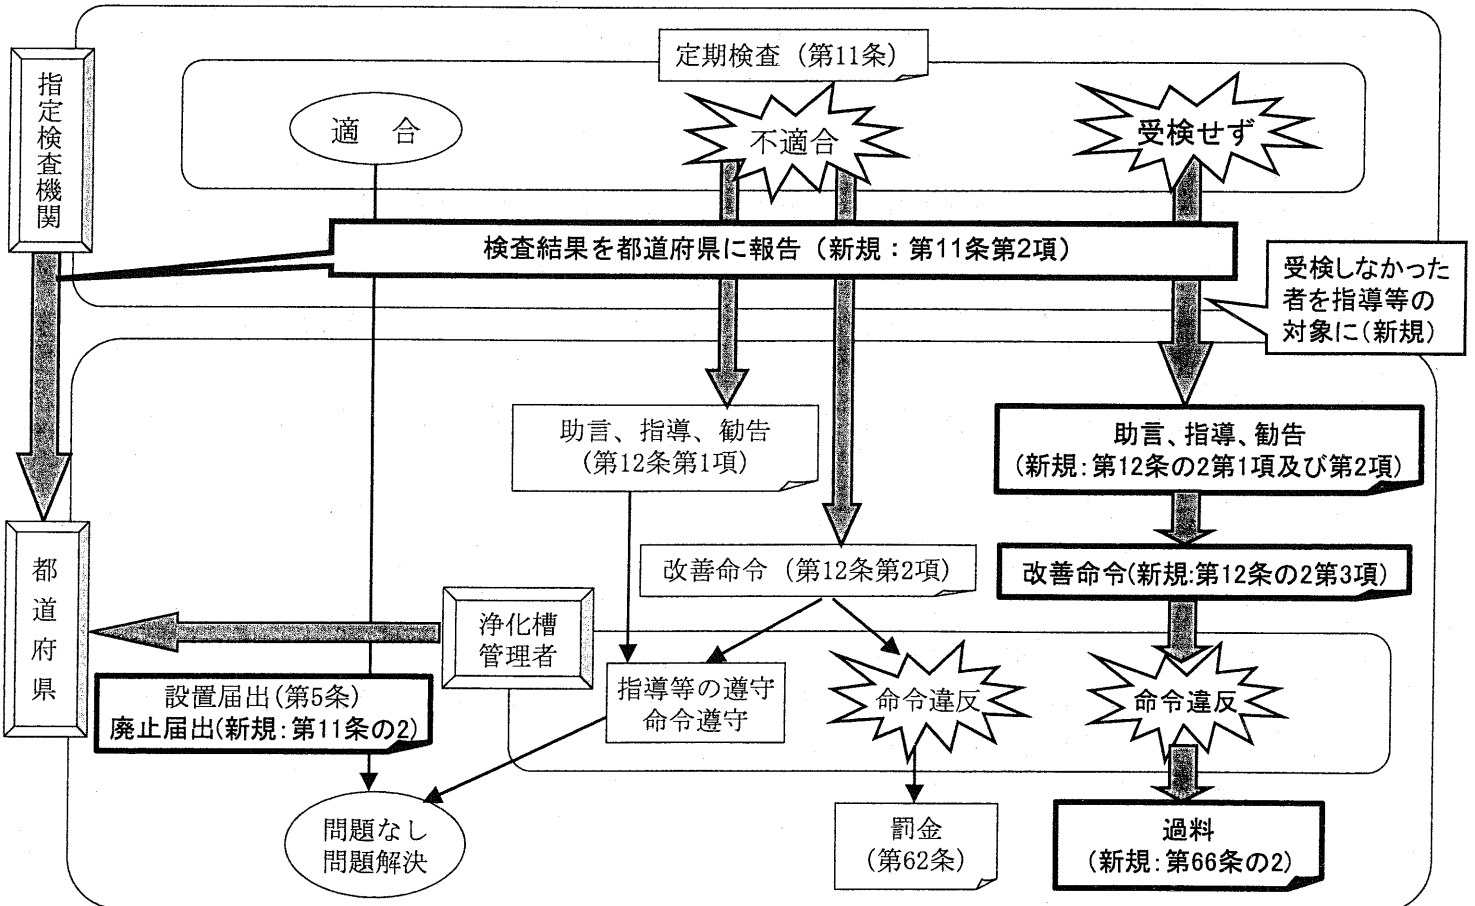 定期検査（第11条）
指定検査機関
適　合
不適合
受検せず
検査結果を都道府県に報告（新規：第11条第2項）
受検しなかった
者を指導等の
対象に（新規）
助言、指導、勧告
（第12条第1項）
助言、指導、勧告
（新規：第12条の2第1項及び第2項）
改善命令（第12条第2項）
改善命令（新規：第12条の2第3項）
都道府県
浄化槽
管理者
設置届出（第5条）
廃止届出（新規：第11条の2）
指導等の遵守
命令遵守
命令違反
命令違反
問題なし
問題解決
罰金
（第62条）
過料
（新規：第66条の2）